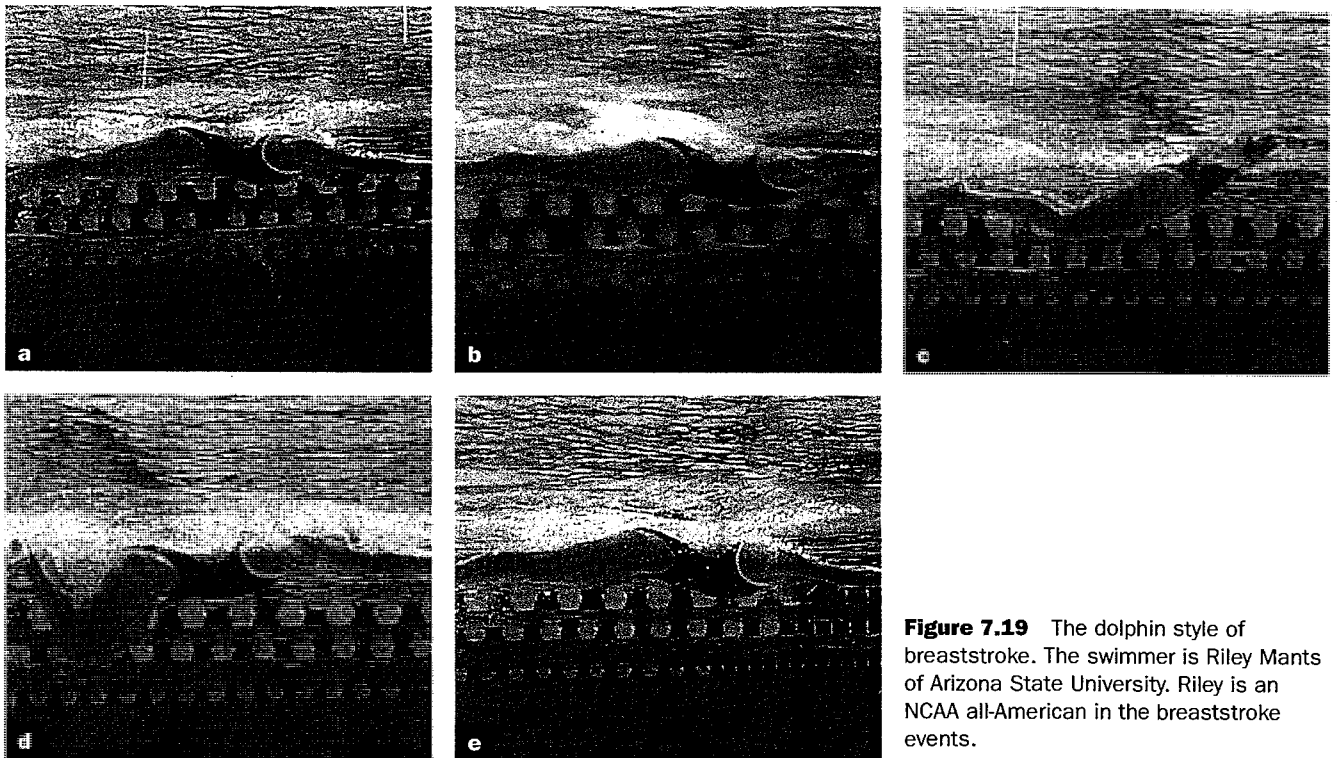 a
b
c
d
e
Figure 7.19 The dolphin style of
breaststroke. The swimmer is Riley Mants
of Arizona State University. Riley is an
NCAA all-American in the breaststroke
events.